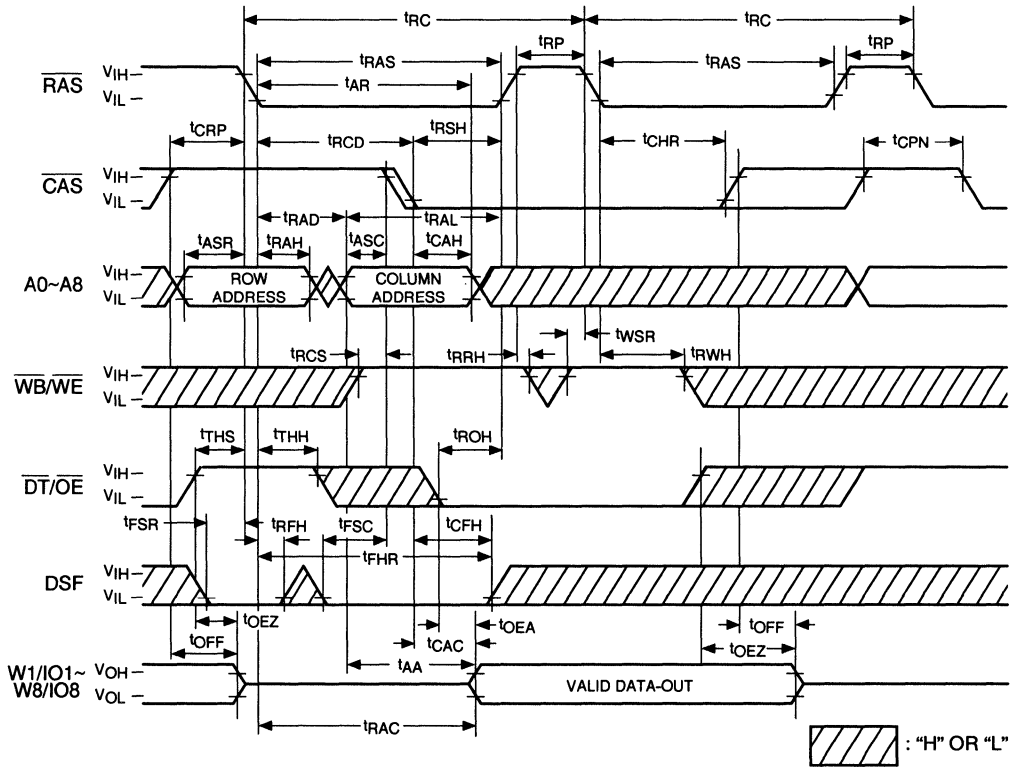 tRC tRC
tRP tRP
tRAS tRAS
tAR
RAS VIH
VIL
tCRP tRCD tRSH tCHR tCPN
CAS VIH
VIL
tRAD tRAL
tASR tRAH tASC tCAH
A0~A8 VIH
VIL
ROW ADDRESS
COLUMN ADDRESS
tWSR
tRCS tRRH tRWH
WB/WE VIH
VIL
tTHS tTHH tROH
DT/OE VIH
VIL
tFSR tRFH tFSC tCFH
tFHR
DSF VIH
VIL
tOEZ tOEA tOFF
tOFF tCAC tOEZ
tAA
W1/IO1~ VOH
W8/IO8 VOL
VALID DATA-OUT
tRAC
: “H” OR “L”